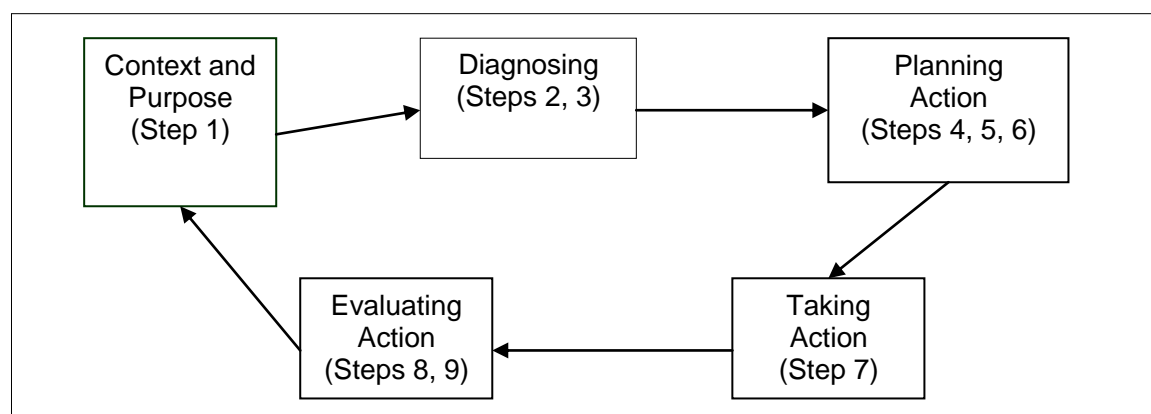 Context and
Purpose
(Step 1)
Diagnosing
(Steps 2, 3)
Planning
Action
(Steps 4, 5, 6)
Taking
Action
(Step 7)
Evaluating
Action
(Steps 8, 9)